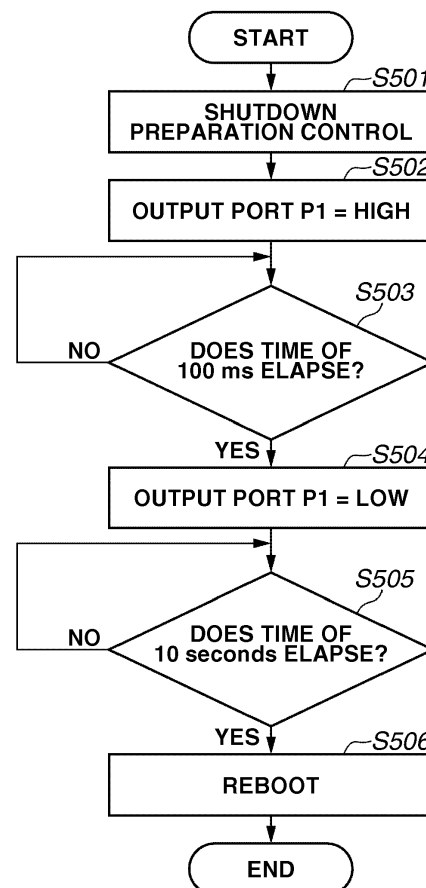 START
S501
SHUTDOWN
PREPARATION CONTROL
S502
OUTPUT PORT P1 = HIGH
S503
DOES TIME OF
100 ms ELAPSE?
NO
YES
S504
OUTPUT PORT P1 = LOW
S505
DOES TIME OF
10 seconds ELAPSE?
NO
YES
S506
REBOOT
END